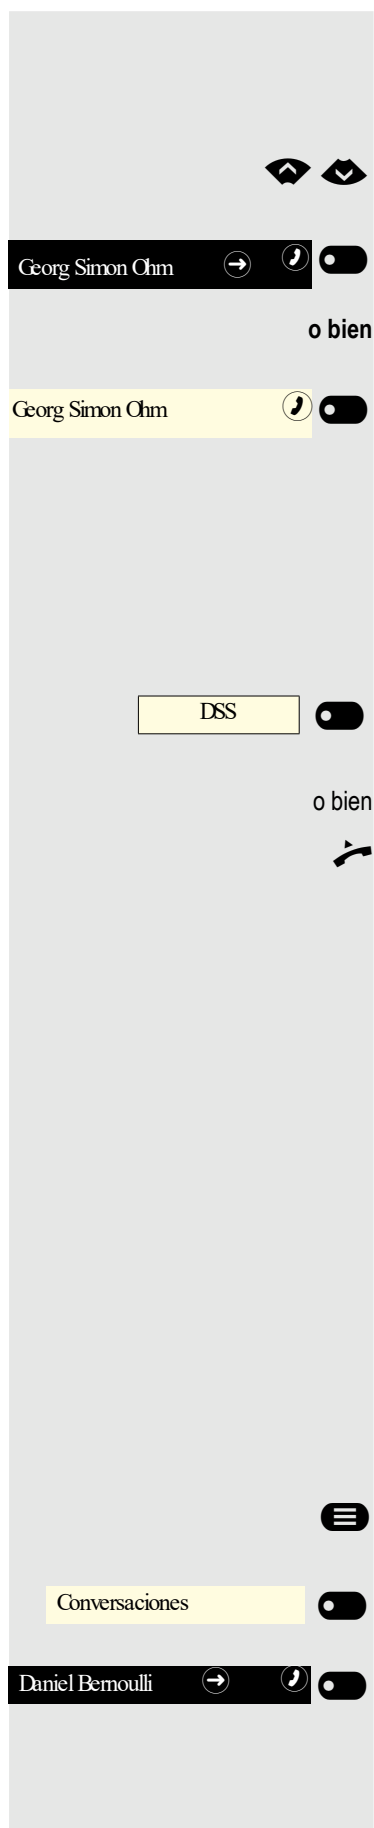 Georg Simon Ohm
o bien
Georg Simon Ohm
DSS
o bien
Conversaciones
Daniel Bernoulli